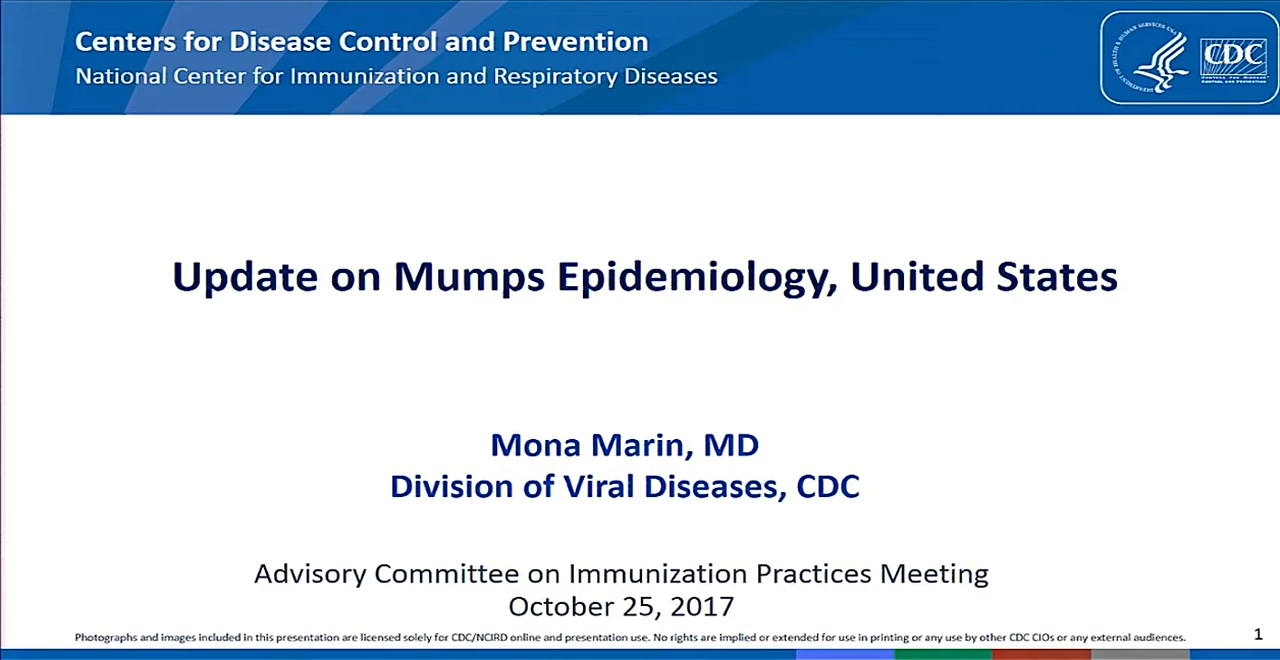 Centers for Disease Control and Prevention
National Center for Immunization and Respiratory Diseases
CDC
Update on Mumps Epidemiology, United States
Mona Marin, MD
Division of Viral Diseases, CDC
Advisory Committee on Immunization Practices Meeting
October 25, 2017
Photographs and images included in this presentation are licensed solely for CDC/NCIRD online and presentation use. No rights are implied or extended for use in printing or any use by other CDC CIOs or any external audiences.
1